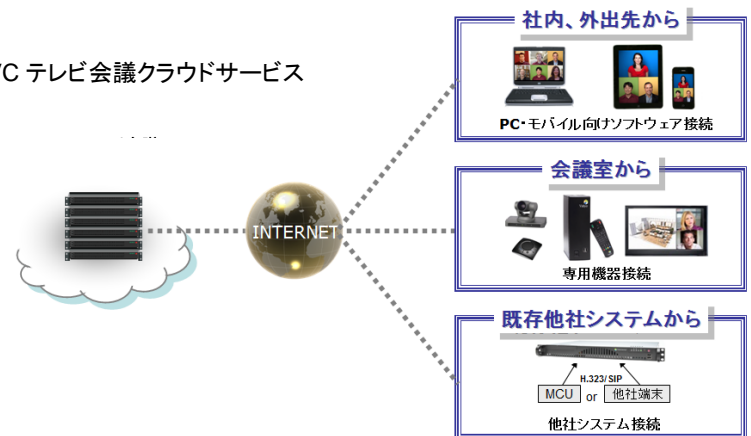 社内、外出先から
VC テレビ会議クラウドサービス
PC・モバイル向けソフトウェア接続
会議室から
INTERNET
専用機器接続
既存他社システムから
H.323/SIP
MCU or 他社端末
他社システム接続